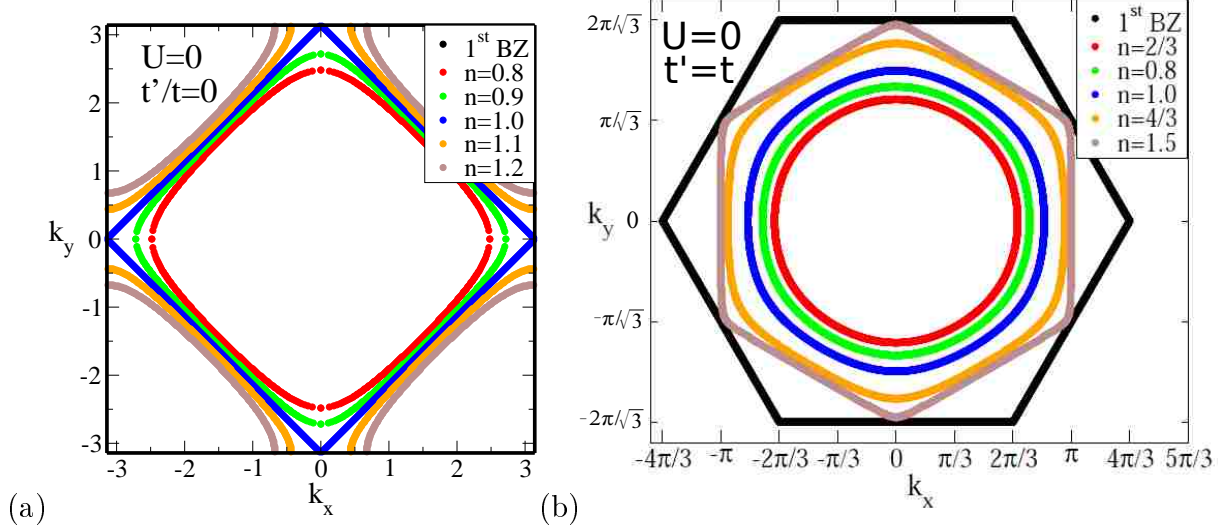 U=0
t'/t=0
1st BZ
n=0.8
n=0.9
n=1.0
n=1.1
n=1.2
3
2
1
0
-1
-2
-3
ky
-3 -2 -1 0 1 2 3
kx
(a)
U=0
t'=t
1st BZ
n=2/3
n=0.8
n=1.0
n=4/3
n=1.5
2π/√3
π/√3
0
-π/√3
-2π/√3
ky
-4π/3 -π -2π/3 -π/3 0 π/3 2π/3 π 4π/3 5π/3
kx
(b)